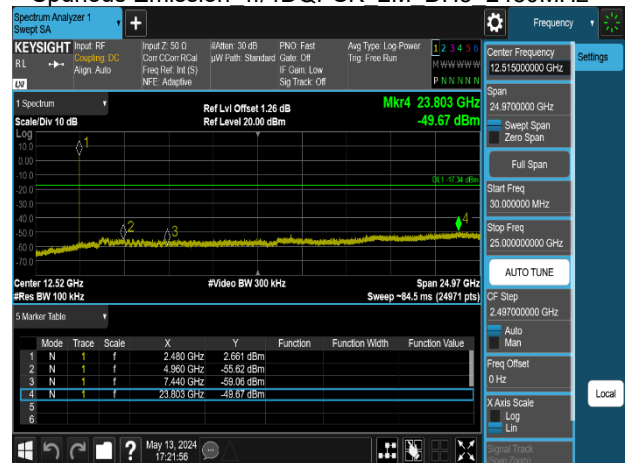 Spurious Emission π/4DQPSK 2M DH5 2480MHz
Spectrum Analyzer 1
Swept SA
Frequency
KEYSIGHT
RL
LXI
Input: RF
Coupling: DC
Align: Auto
Input Z: 50 Ω
Corr CCorr RCal
Freq Ref: Int (S)
NFE: Adaptive
#Atten: 30 dB
µW Path: Standard
PNO: Fast
Gate: Off
IF Gain: Low
Sig Track: Off
Avg Type: Log-Power
Trig: Free Run
1 2 3 4 5 6
M W W W W W
P N N N N N
1 Spectrum
Scale/Div 10 dB
Ref Lvl Offset 1.26 dB
Ref Level 20.00 dBm
Mkr4 23.803 GHz
-49.67 dBm
Log
10.0
0.00
-10.0
-20.0
-30.0
-40.0
-50.0
-60.0
-70.0
1
2
3
4
DL1 -17.34 dBm
Center 12.52 GHz
#Video BW 300 kHz
Span 24.97 GHz
#Res BW 100 kHz
Sweep ~84.5 ms (24971 pts)
5 Marker Table
Mode Trace Scale X Y Function Function Width Function Value
1 N 1 f 2.480 GHz 2.661 dBm
2 N 1 f 4.960 GHz -55.62 dBm
3 N 1 f 7.440 GHz -59.06 dBm
4 N 1 f 23.803 GHz -49.67 dBm
5
6
?
May 13, 2024
17:21:56
Center Frequency
12.515000000 GHz
Settings
Span
24.9700000 GHz
Swept Span
Zero Span
Full Span
Start Freq
30.000000 MHz
Stop Freq
25.000000000 GHz
AUTO TUNE
CF Step
2.497000000 GHz
Auto
Man
Freq Offset
0 Hz
X Axis Scale
Log
Lin
Local
Signal Track
(Span Zoom)